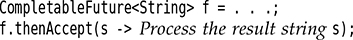 CompletableFuture<String> f = . . .;
f.thenAccept(s -> Process the result string s);